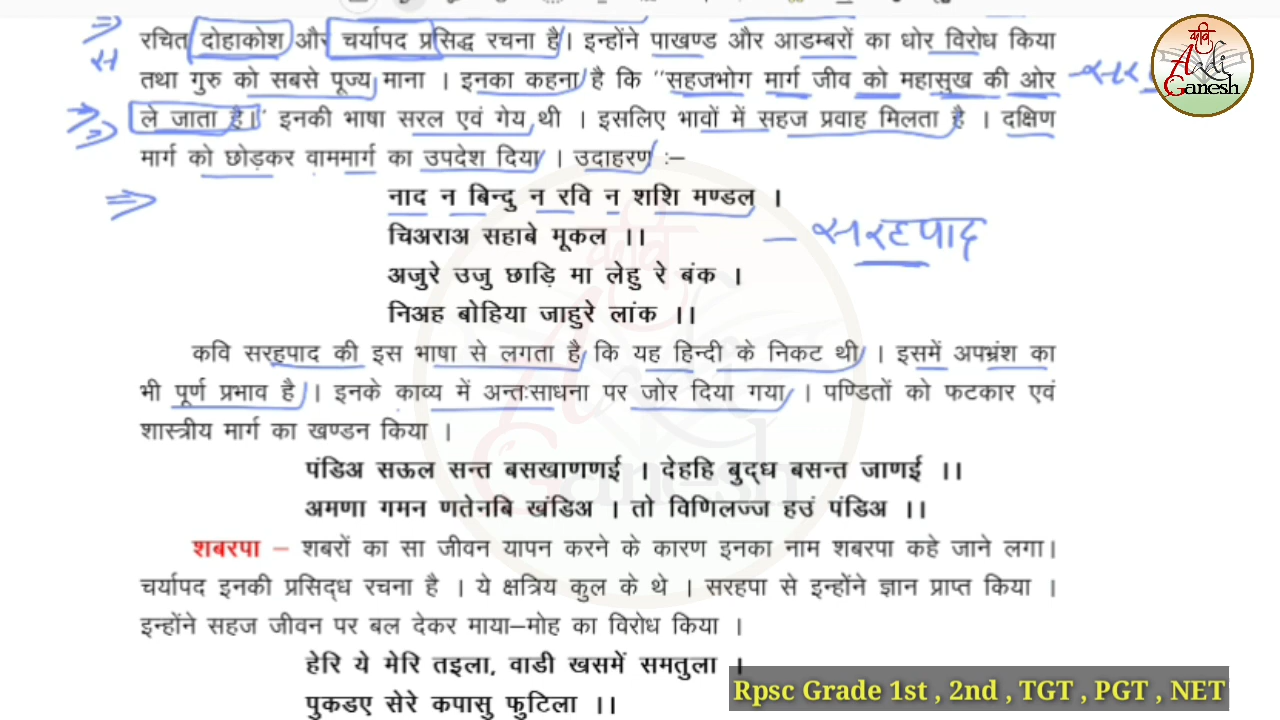 रचित दोहाकोश और चर्यापद प्रसिद्ध रचना है। इन्होंने पाखण्ड और आडम्बरों का धोर विरोध किया
तथा गुरु को सबसे पूज्य माना । इनका कहना है कि "सहजभोग मार्ग जीव को महासुख की ओर
ले जाता है।" इनकी भाषा सरल एवं गेय थी । इसलिए भावों में सहज प्रवाह मिलता है । दक्षिण
मार्ग को छोड़कर वाममार्ग का उपदेश दिया । उदाहरण :–
नाद न बिन्दु न रवि न शशि मण्डल ।
चिअराअ सहाबे मूकल ।।
– सरहपाद
अजुरे उजु छाड़ि मा लेहु रे बंक ।
निअह बोहिया जाहुरे लांक ।।
कवि सरहपाद की इस भाषा से लगता है कि यह हिन्दी के निकट थी । इसमें अपभ्रंश का
भी पूर्ण प्रभाव है । इनके काव्य में अन्तःसाधना पर जोर दिया गया । पण्डितों को फटकार एवं
शास्त्रीय मार्ग का खण्डन किया ।
पंडिअ सऊल सन्त बसखाणणई । देहहि बुद्ध बसन्त जाणई ।।
अमणा गमन णतेनबि खंडिअ । तो विणिलज्ज हउं पंडिअ ।।
शबरपा – शबरों का सा जीवन यापन करने के कारण इनका नाम शबरपा कहे जाने लगा।
चर्यापद इनकी प्रसिद्ध रचना है । ये क्षत्रिय कुल के थे । सरहपा से इन्होंने ज्ञान प्राप्त किया ।
इन्होंने सहज जीवन पर बल देकर माया–मोह का विरोध किया ।
हेरि ये मेरि तइला, वाडी खसमें समतुला ।
पुकडए सेरे कपासु फुटिला ।।
कवि
Adi
Ganesh
Rpsc Grade 1st , 2nd , TGT , PGT , NET